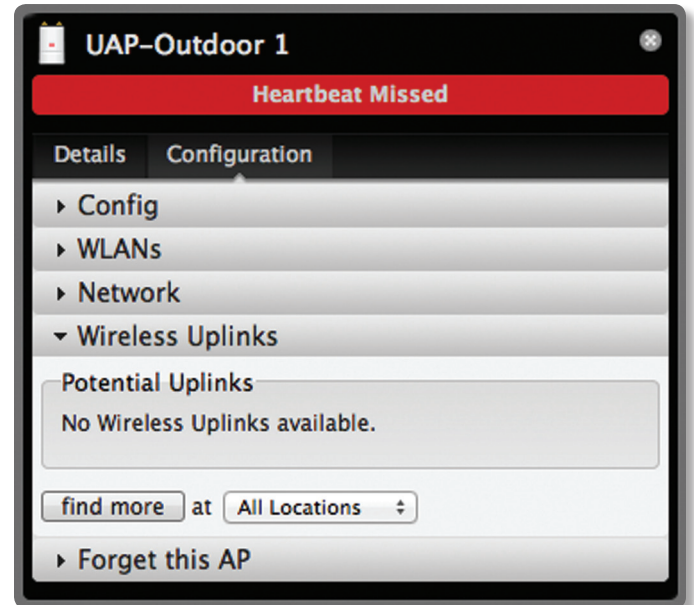 UAP-Outdoor 1
Heartbeat Missed
Details Configuration
Config
WLANs
Network
Wireless Uplinks
Potential Uplinks
No Wireless Uplinks available.
find more at All Locations
Forget this AP